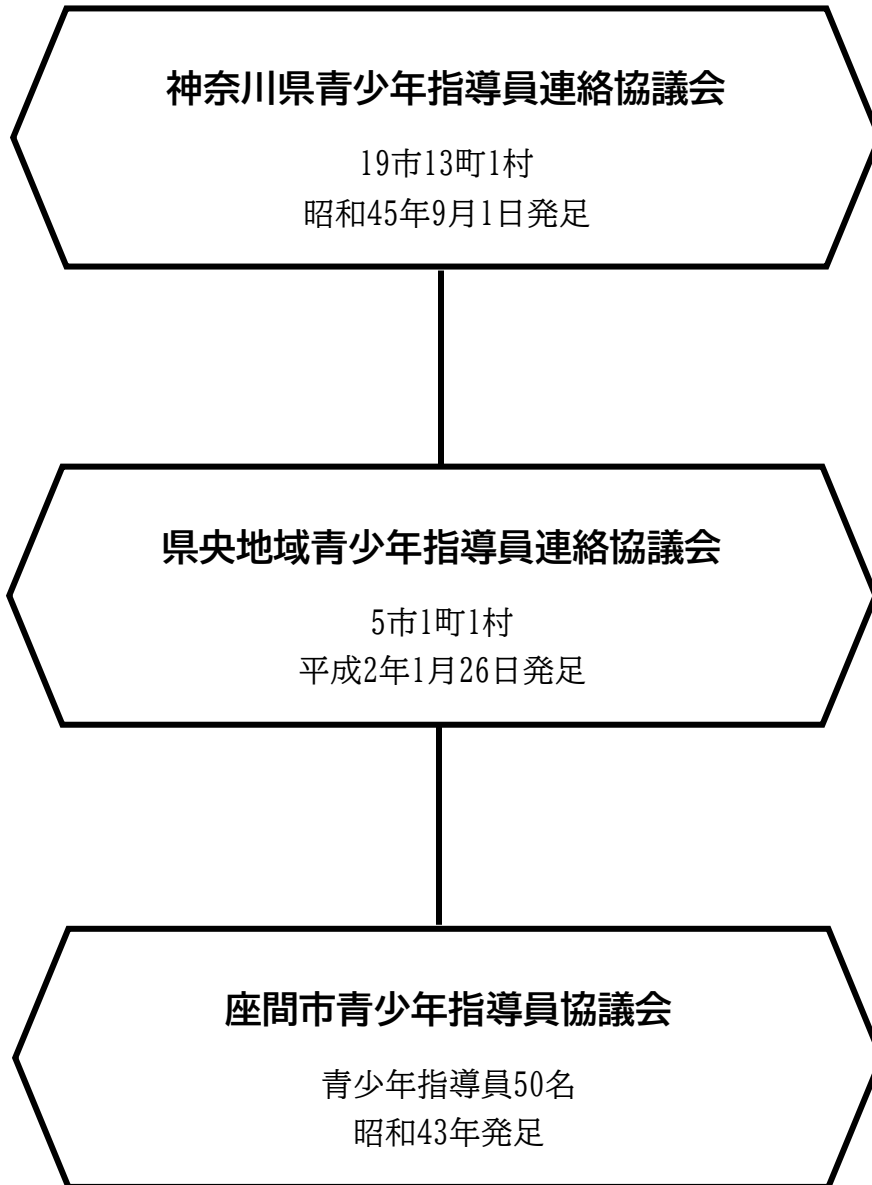 神奈川県青少年指導員連絡協議会
19市13町1村
昭和45年9月1日発足
県央地域青少年指導員連絡協議会
5市1町1村
平成2年1月26日発足
座間市青少年指導員協議会
青少年指導員50名
昭和43年発足